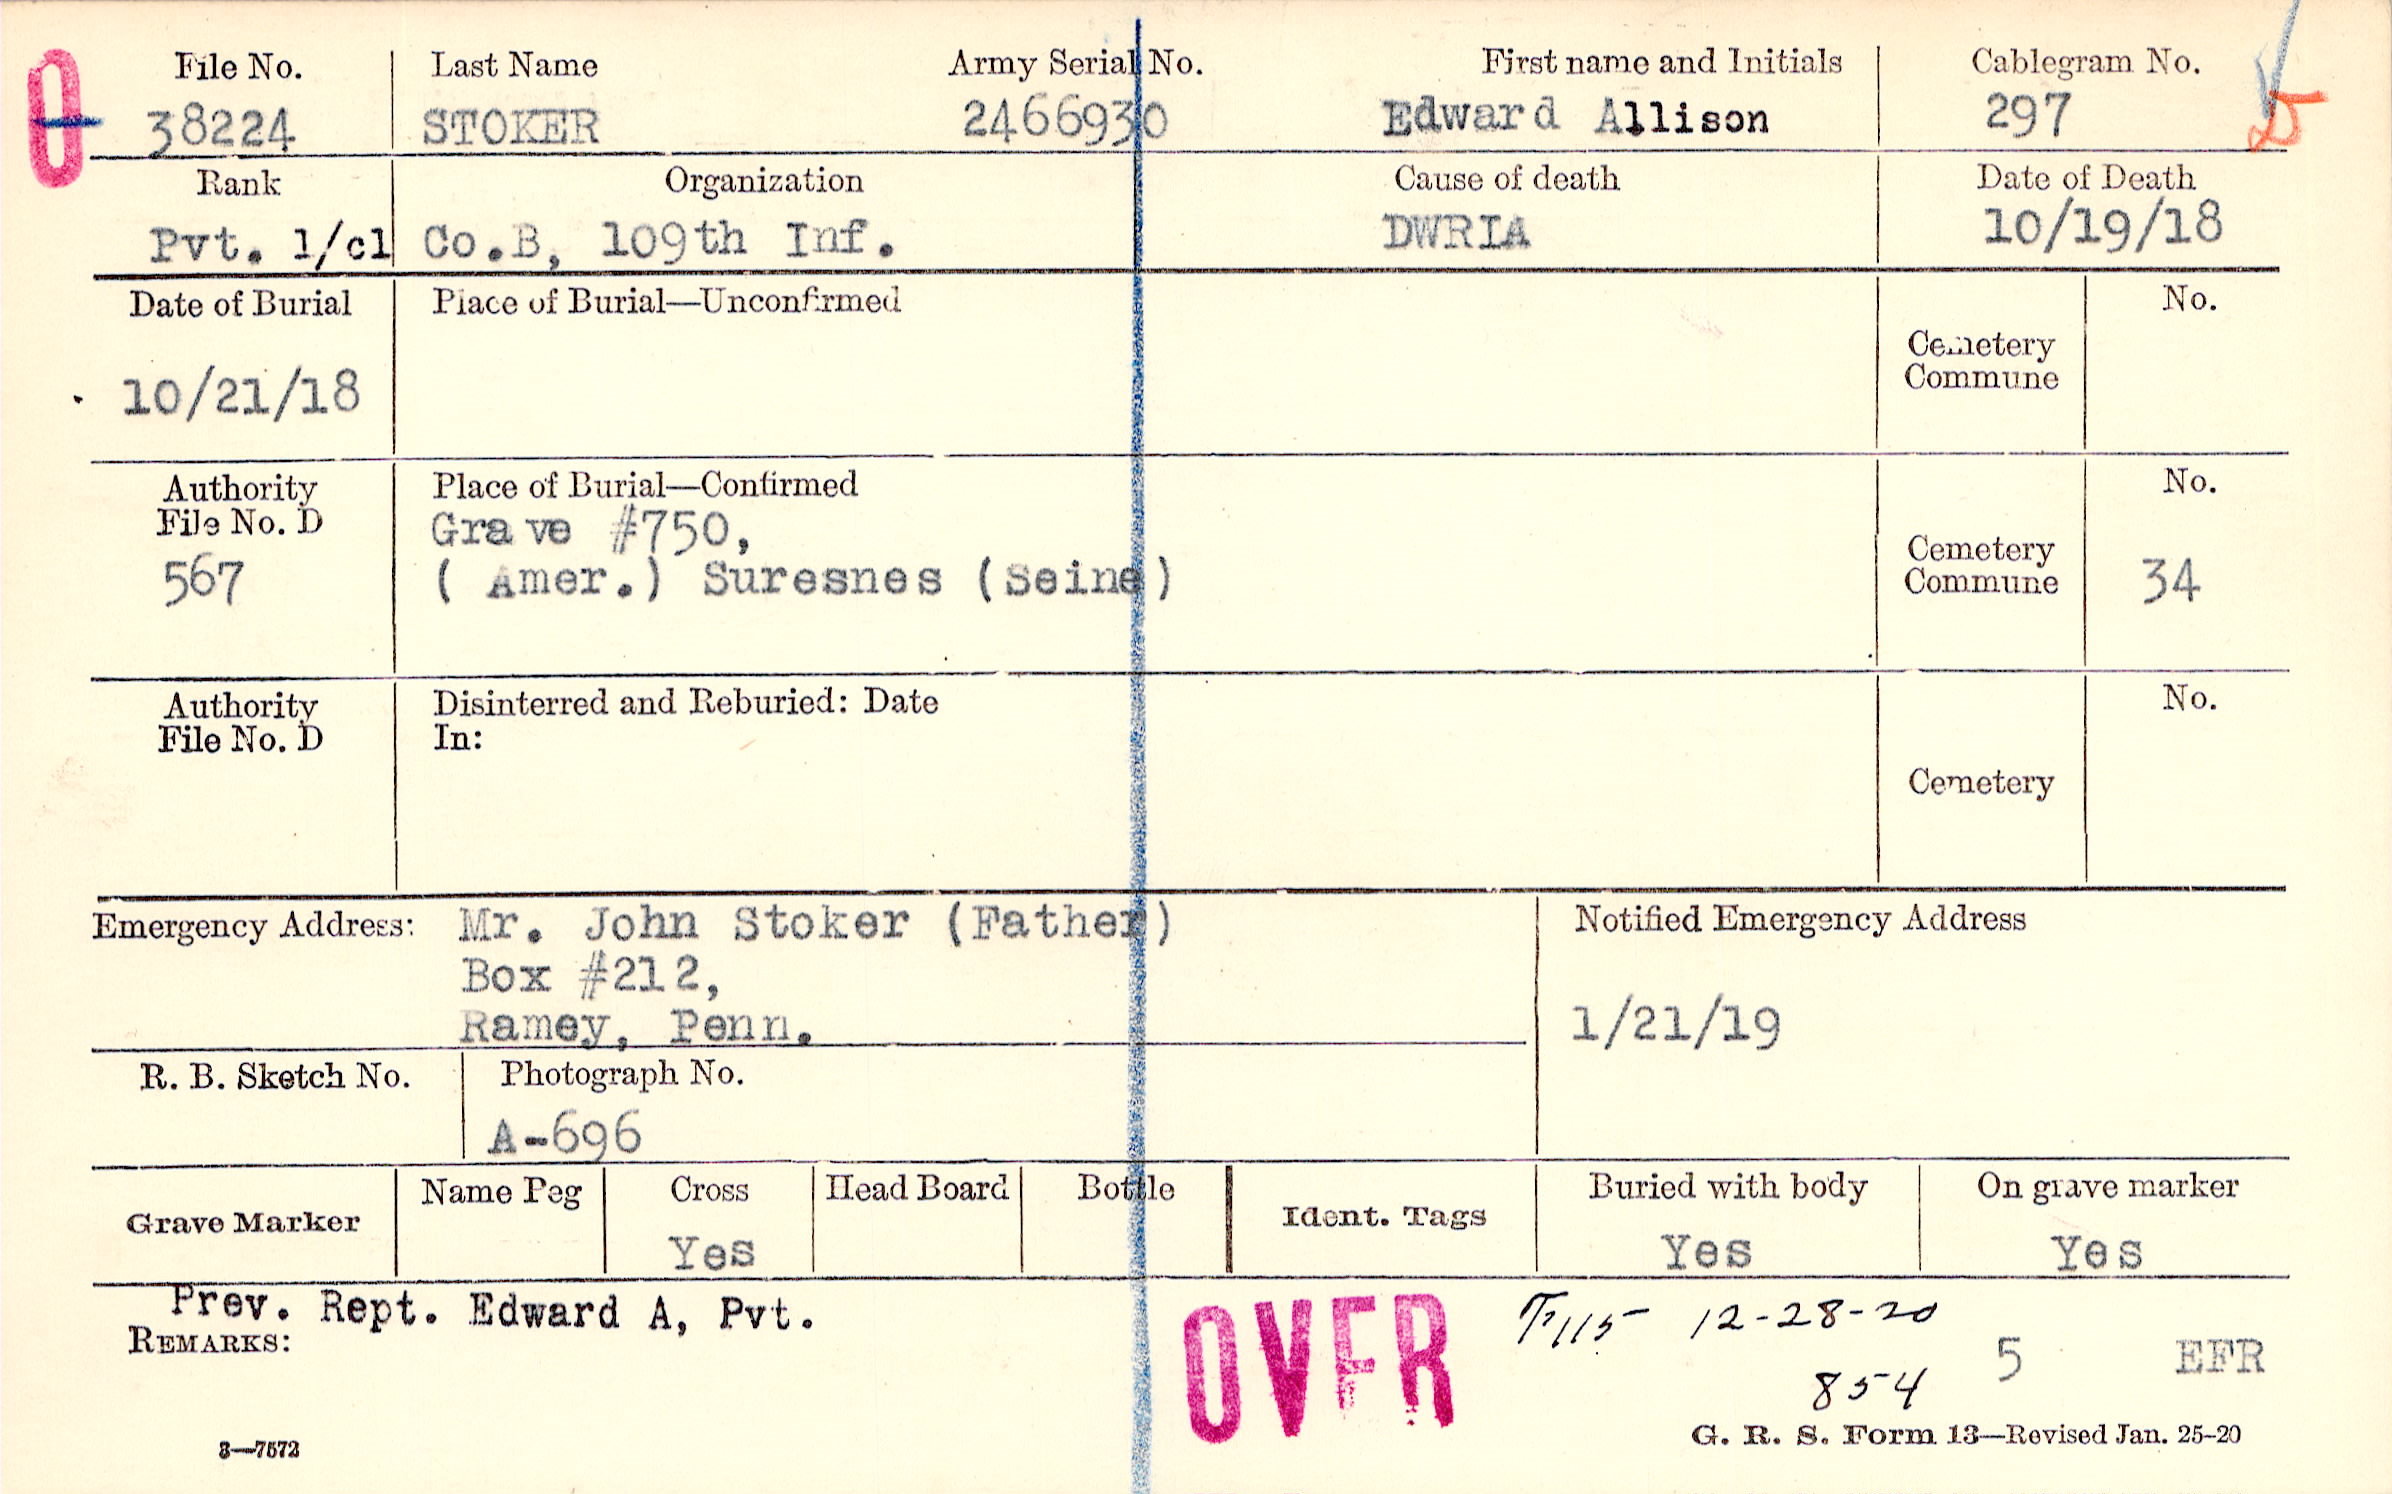 0
File No. Last Name Army Serial No. First name and Initials Cablegram No.
38224 STOKER 2466930 Edward Allison 297
D
Rank Organization Cause of death Date of Death
Pvt. 1/cl Co.B, 109th Inf. DWRIA 10/19/18
Date of Burial Place of Burial—Unconfirmed No.
Cemetery
Commune
10/21/18
Authority Place of Burial—Confirmed No.
File No. D Grave #750,
567 ( Amer.) Suresnes (Seine) Cemetery
Commune 34
Authority Disinterred and Reburied: Date No.
File No. D In:
Cemetery
Emergency Address: Mr. John Stoker (Father) Notified Emergency Address
Box #212,
Ramey, Penn. 1/21/19
R. B. Sketch No. Photograph No.
A-696
Grave Marker Name Peg Cross Head Board Bottle Ident. Tags Buried with body On grave marker
Yes Yes Yes
Prev. Rept. Edward A, Pvt.
REMARKS:
OVER
T115 12-28-20
5 EFR
854
3—7572 G. R. S. Form 13—Revised Jan. 25-20